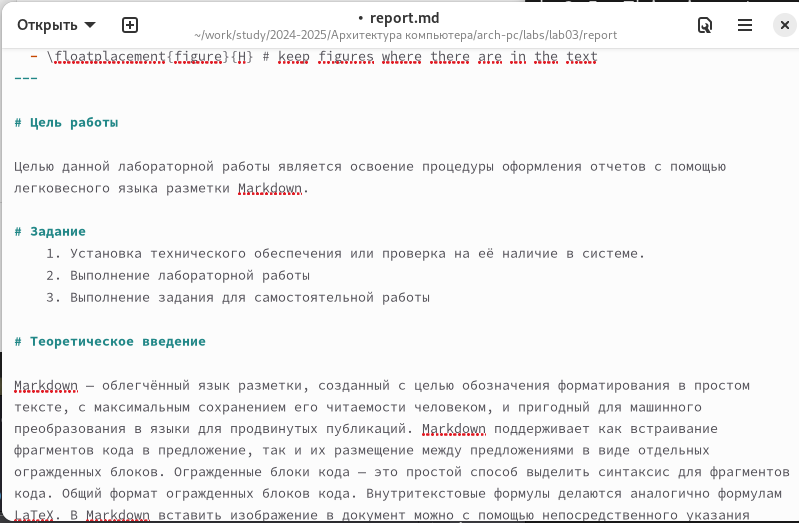 Открыть
• report.md
~/work/study/2024-2025/Архитектура компьютера/arch-pc/labs/lab03/report
- \floatplacement{figure}{H} # keep figures where there are in the text
---
# Цель работы
Целью данной лабораторной работы является освоение процедуры оформления отчетов с помощью
легковесного языка разметки Markdown.
# Задание
1. Установка технического обеспечения или проверка на её наличие в системе.
2. Выполнение лабораторной работы
3. Выполнение задания для самостоятельной работы
# Теоретическое введение
Markdown — облегчённый язык разметки, созданный с целью обозначения форматирования в простом
тексте, с максимальным сохранением его читаемости человеком, и пригодный для машинного
преобразования в языки для продвинутых публикаций. Markdown поддерживает как встраивание
фрагментов кода в предложение, так и их размещение между предложениями в виде отдельных
огражденных блоков. Огражденные блоки кода — это простой способ выделить синтаксис для фрагментов
кода. Общий формат огражденных блоков кода. Внутритекстовые формулы делаются аналогично формулам
LaTeX. В Markdown вставить изображение в документ можно с помощью непосредственного указания